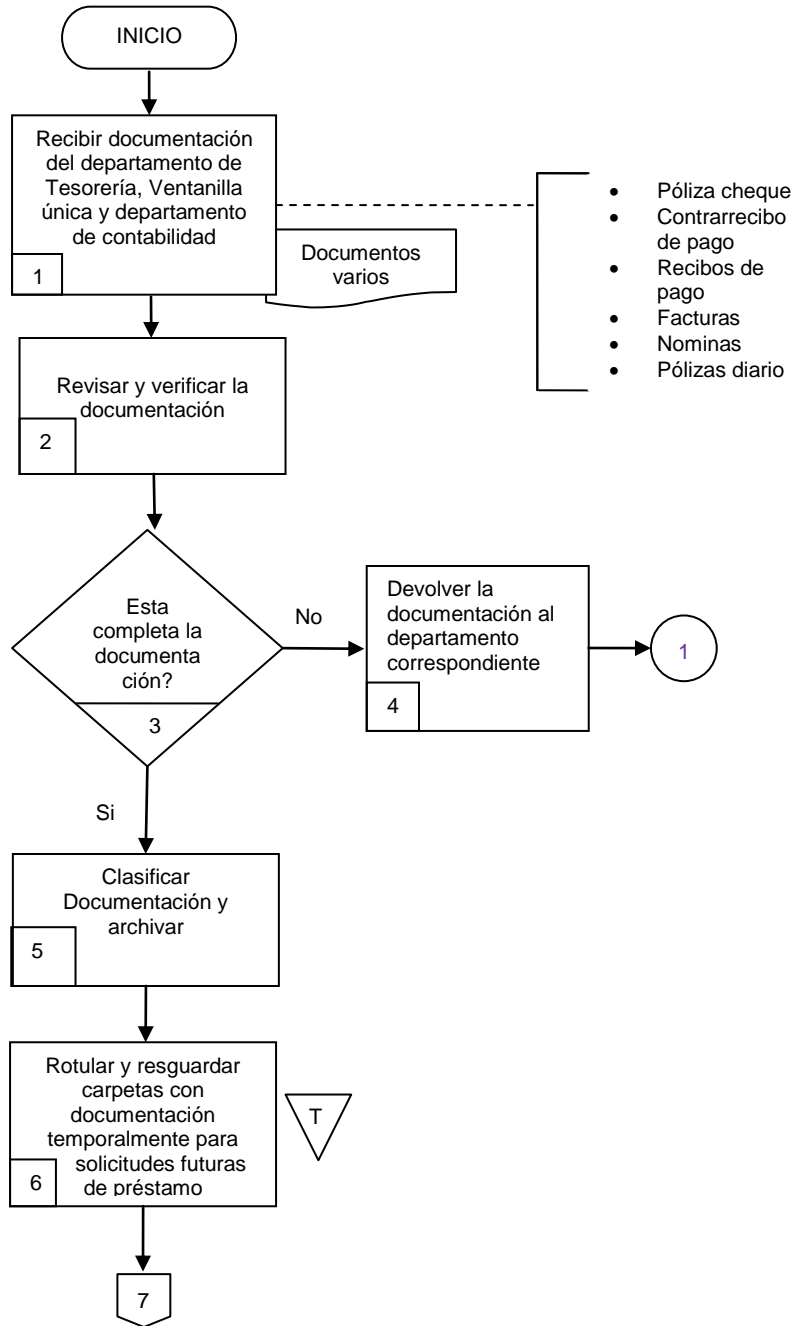 INICIO
Recibir documentación
del departamento de
Tesorería, Ventanilla
única y departamento
de contabilidad
1
Documentos
varios
• Póliza cheque
• Contrarrecibo
de pago
• Recibos de
pago
• Facturas
• Nominas
• Pólizas diario
Revisar y verificar la
documentación
2
Esta
completa la
documenta
ción?
3
No
Devolver la
documentación al
departamento
correspondiente
4
1
Si
Clasificar
Documentación y
archivar
5
Rotular y resguardar
carpetas con
documentación
temporalmente para
solicitudes futuras
de préstamo
6
T
7